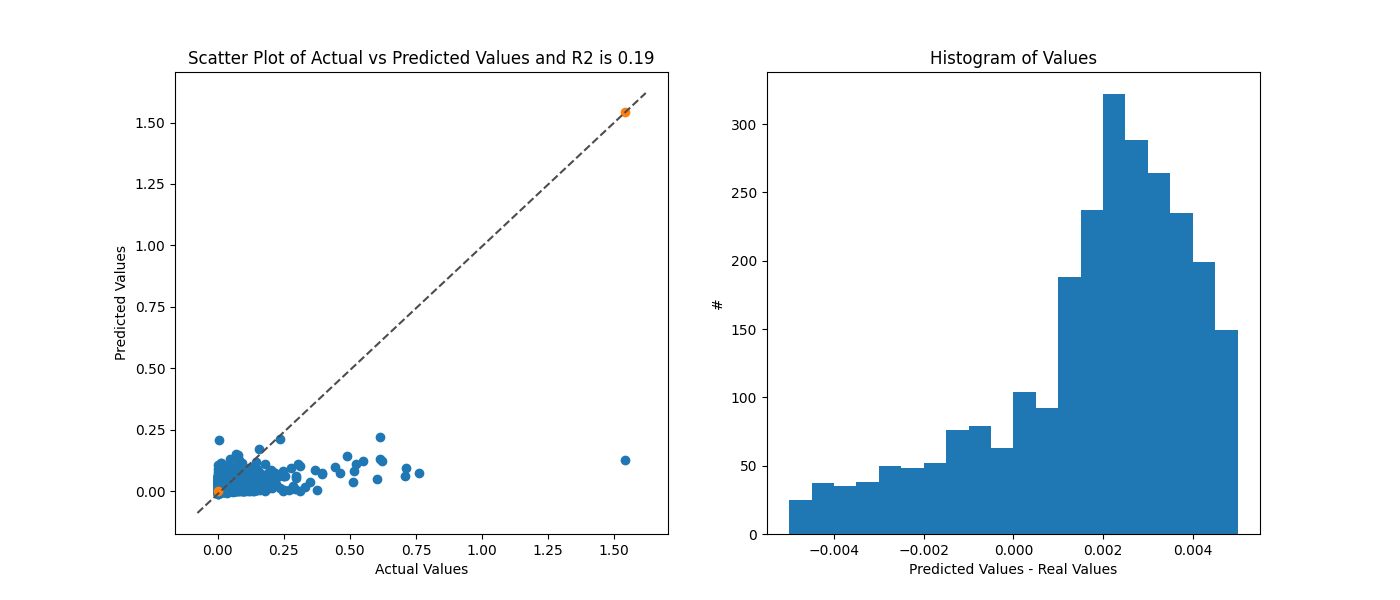 Scatter Plot of Actual vs Predicted Values and R2 is 0.19
Predicted Values
1.50
1.25
1.00
0.75
0.50
0.25
0.00
0.00 0.25 0.50 0.75 1.00 1.25 1.50
Actual Values
Histogram of Values
#
300
250
200
150
100
50
0
−0.004 −0.002 0.000 0.002 0.004
Predicted Values - Real Values